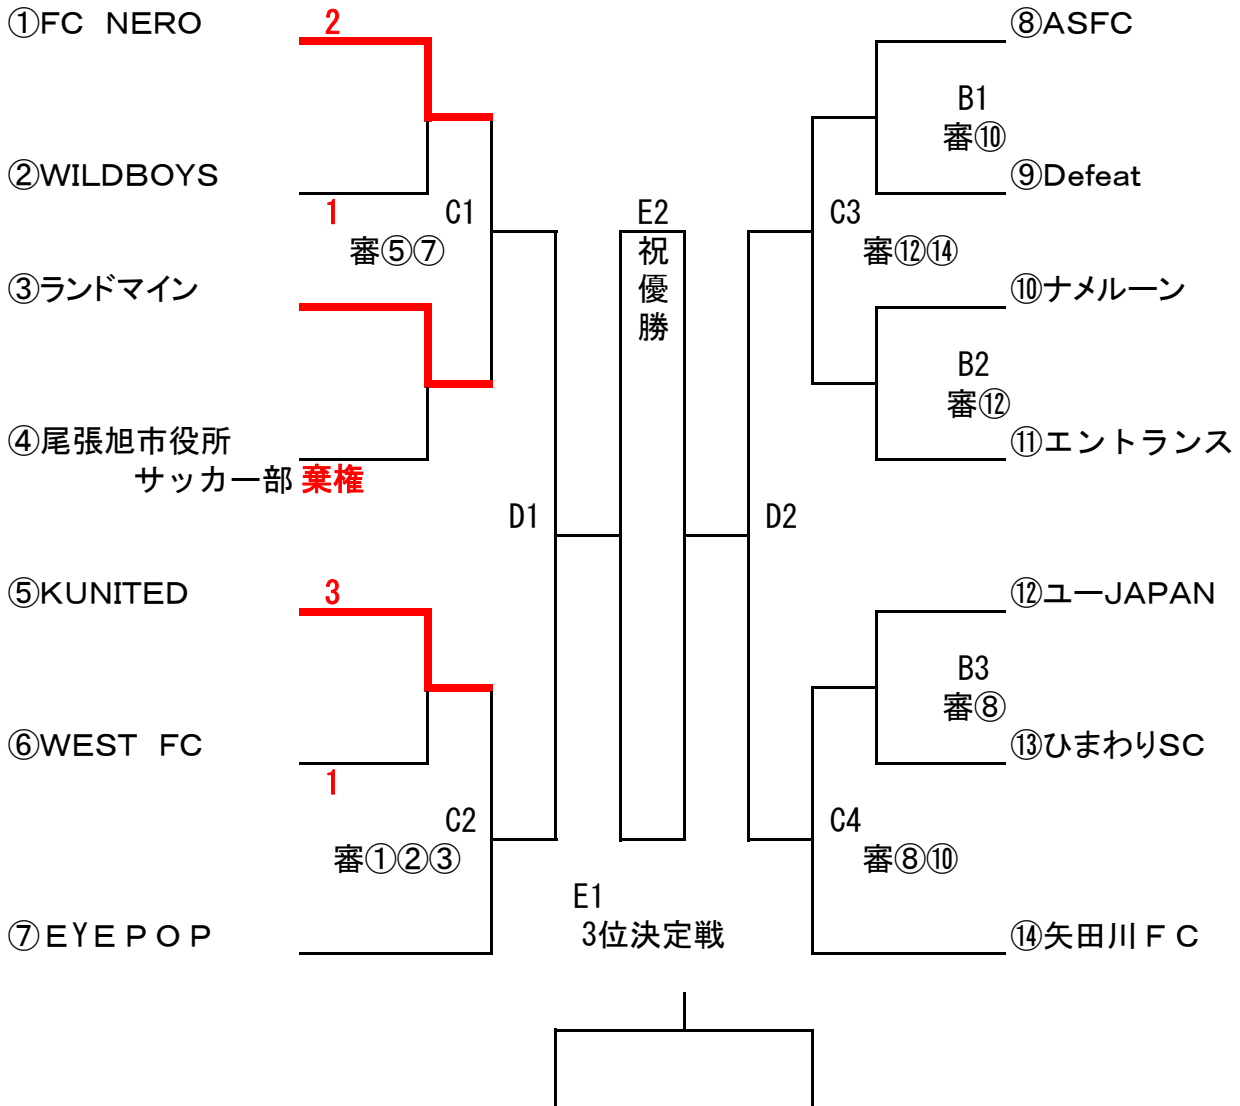 ①FC NERO
2
②WILDBOYS
1
C1
審⑤⑦
③ランドマイン
④尾張旭市役所
サッカー部 棄権
D1
⑤KUNITED
3
⑥WEST FC
1
C2
審①②③
⑦EYEPOP
E2
祝
優
勝
E1
3位決定戦
⑧ASFC
B1
審⑩
⑨Defeat
C3
審⑫⑭
⑩ナメルーン
B2
審⑫
⑪エントランス
D2
⑫ユーJAPAN
B3
審⑧
⑬ひまわりSC
C4
審⑧⑩
⑭矢田川FC